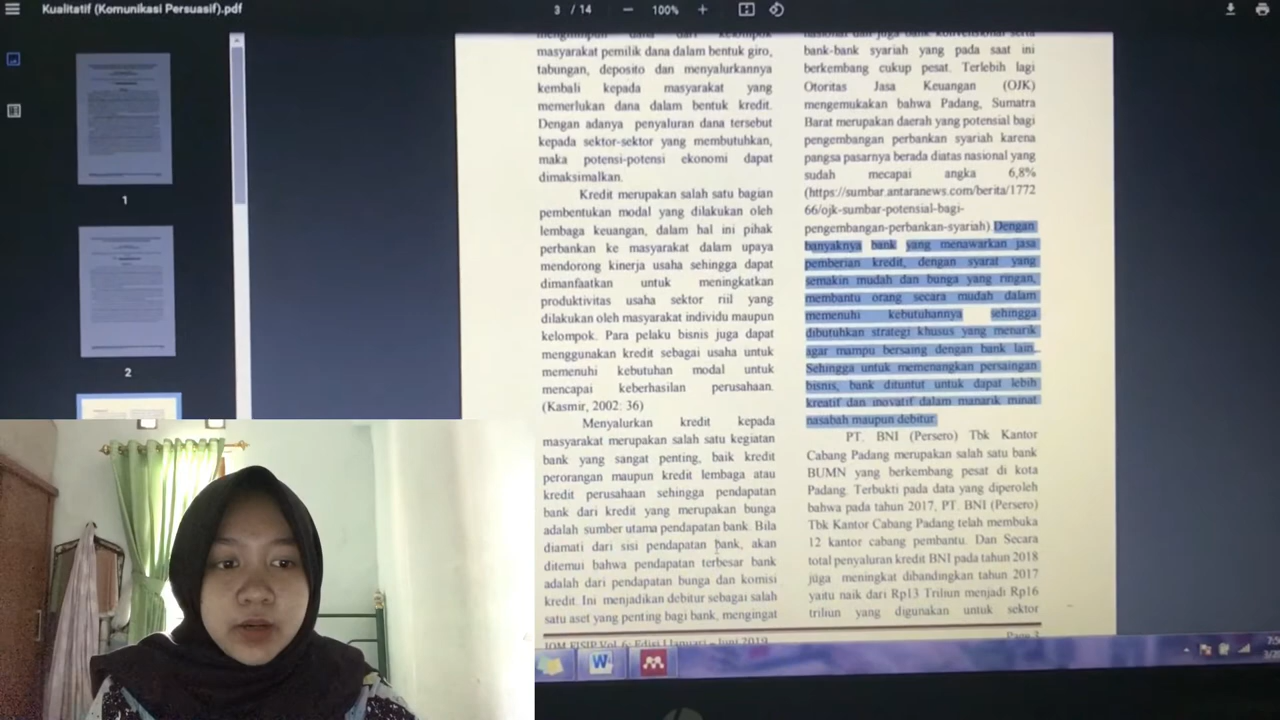 Kualitatif (Komunikasi Persuasif).pdf
3 / 14
100%
1
2
menghimpun dana dari kelompok
masyarakat pemilik dana dalam bentuk giro,
tabungan, deposito dan menyalurkannya
kembali kepada masyarakat yang
memerlukan dana dalam bentuk kredit.
Dengan adanya penyaluran dana tersebut
kepada sektor-sektor yang membutuhkan,
maka potensi-potensi ekonomi dapat
dimaksimalkan.
Kredit merupakan salah satu bagian
pembentukan modal yang dilakukan oleh
lembaga keuangan, dalam hal ini pihak
perbankan ke masyarakat dalam upaya
mendorong kinerja usaha sehingga dapat
dimanfaatkan untuk meningkatkan
produktivitas usaha sektor riil yang
dilakukan oleh masyarakat individu maupun
kelompok. Para pelaku bisnis juga dapat
menggunakan kredit sebagai usaha untuk
memenuhi kebutuhan modal untuk
mencapai keberhasilan perusahaan.
(Kasmir, 2002: 36)
Menyalurkan kredit kepada
masyarakat merupakan salah satu kegiatan
bank yang sangat penting, baik kredit
perorangan maupun kredit lembaga atau
kredit perusahaan sehingga pendapatan
bank dari kredit yang merupakan bunga
adalah sumber utama pendapatan bank. Bila
diamati dari sisi pendapatan bank, akan
ditemui bahwa pendapatan terbesar bank
adalah dari pendapatan bunga dan komisi
kredit. Ini menjadikan debitur sebagai salah
satu aset yang penting bagi bank, mengingat
nasional dan juga bank konvensional serta
bank-bank syariah yang pada saat ini
berkembang cukup pesat. Terlebih lagi
Otoritas Jasa Keuangan (OJK)
mengemukakan bahwa Padang, Sumatra
Barat merupakan daerah yang potensial bagi
pengembangan perbankan syariah karena
pangsa pasarnya berada diatas nasional yang
sudah mecapai angka 6,8%
(https://sumbar.antaranews.com/berita/1772
66/ojk-sumbar-potensial-bagi-
pengembangan-perbankan-syariah). Dengan
banyaknya bank yang menawarkan jasa
pemberian kredit, dengan syarat yang
semakin mudah dan bunga yang ringan,
membantu orang secara mudah dalam
memenuhi kebutuhannya sehingga
dibutuhkan strategi khusus yang menarik
agar mampu bersaing dengan bank lain.
Sehingga untuk memenangkan persaingan
bisnis, bank dituntut untuk dapat lebih
kreatif dan inovatif dalam manarik minat
nasabah maupun debitur.
PT. BNI (Persero) Tbk Kantor
Cabang Padang merupakan salah satu bank
BUMN yang berkembang pesat di kota
Padang. Terbukti pada data yang diperoleh
bahwa pada tahun 2017, PT. BNI (Persero)
Tbk Kantor Cabang Padang telah membuka
12 kantor cabang pembantu. Dan Secara
total penyaluran kredit BNI pada tahun 2018
juga meningkat dibandingkan tahun 2017
yaitu naik dari Rp13 Triliun menjadi Rp16
triliun yang digunakan untuk sektor
JOM FISIP Vol. 6: Edisi I Januari – Juni 2019
Page 3